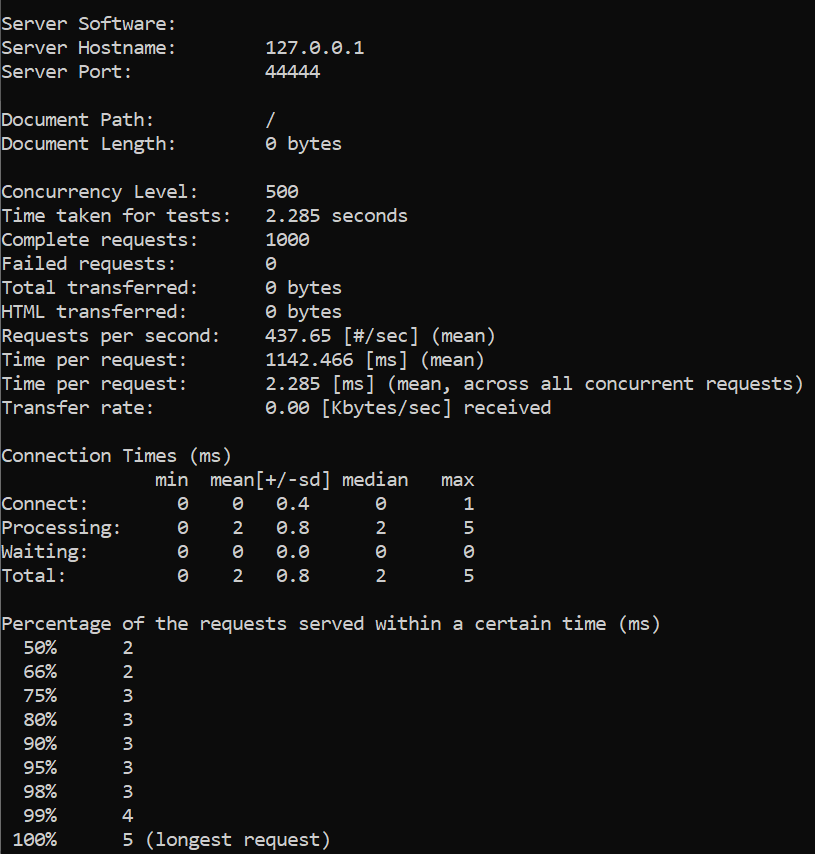 Server Software:
Server Hostname:        127.0.0.1
Server Port:            44444

Document Path:          /
Document Length:        0 bytes

Concurrency Level:      500
Time taken for tests:   2.285 seconds
Complete requests:      1000
Failed requests:        0
Total transferred:      0 bytes
HTML transferred:       0 bytes
Requests per second:    437.65 [#/sec] (mean)
Time per request:       1142.466 [ms] (mean)
Time per request:       2.285 [ms] (mean, across all concurrent requests)
Transfer rate:          0.00 [Kbytes/sec] received

Connection Times (ms)
              min  mean[+/-sd] median   max
Connect:        0    0   0.4      0       1
Processing:     0    2   0.8      2       5
Waiting:        0    0   0.0      0       0
Total:          0    2   0.8      2       5

Percentage of the requests served within a certain time (ms)
  50%      2
  66%      2
  75%      3
  80%      3
  90%      3
  95%      3
  98%      3
  99%      4
 100%      5 (longest request)